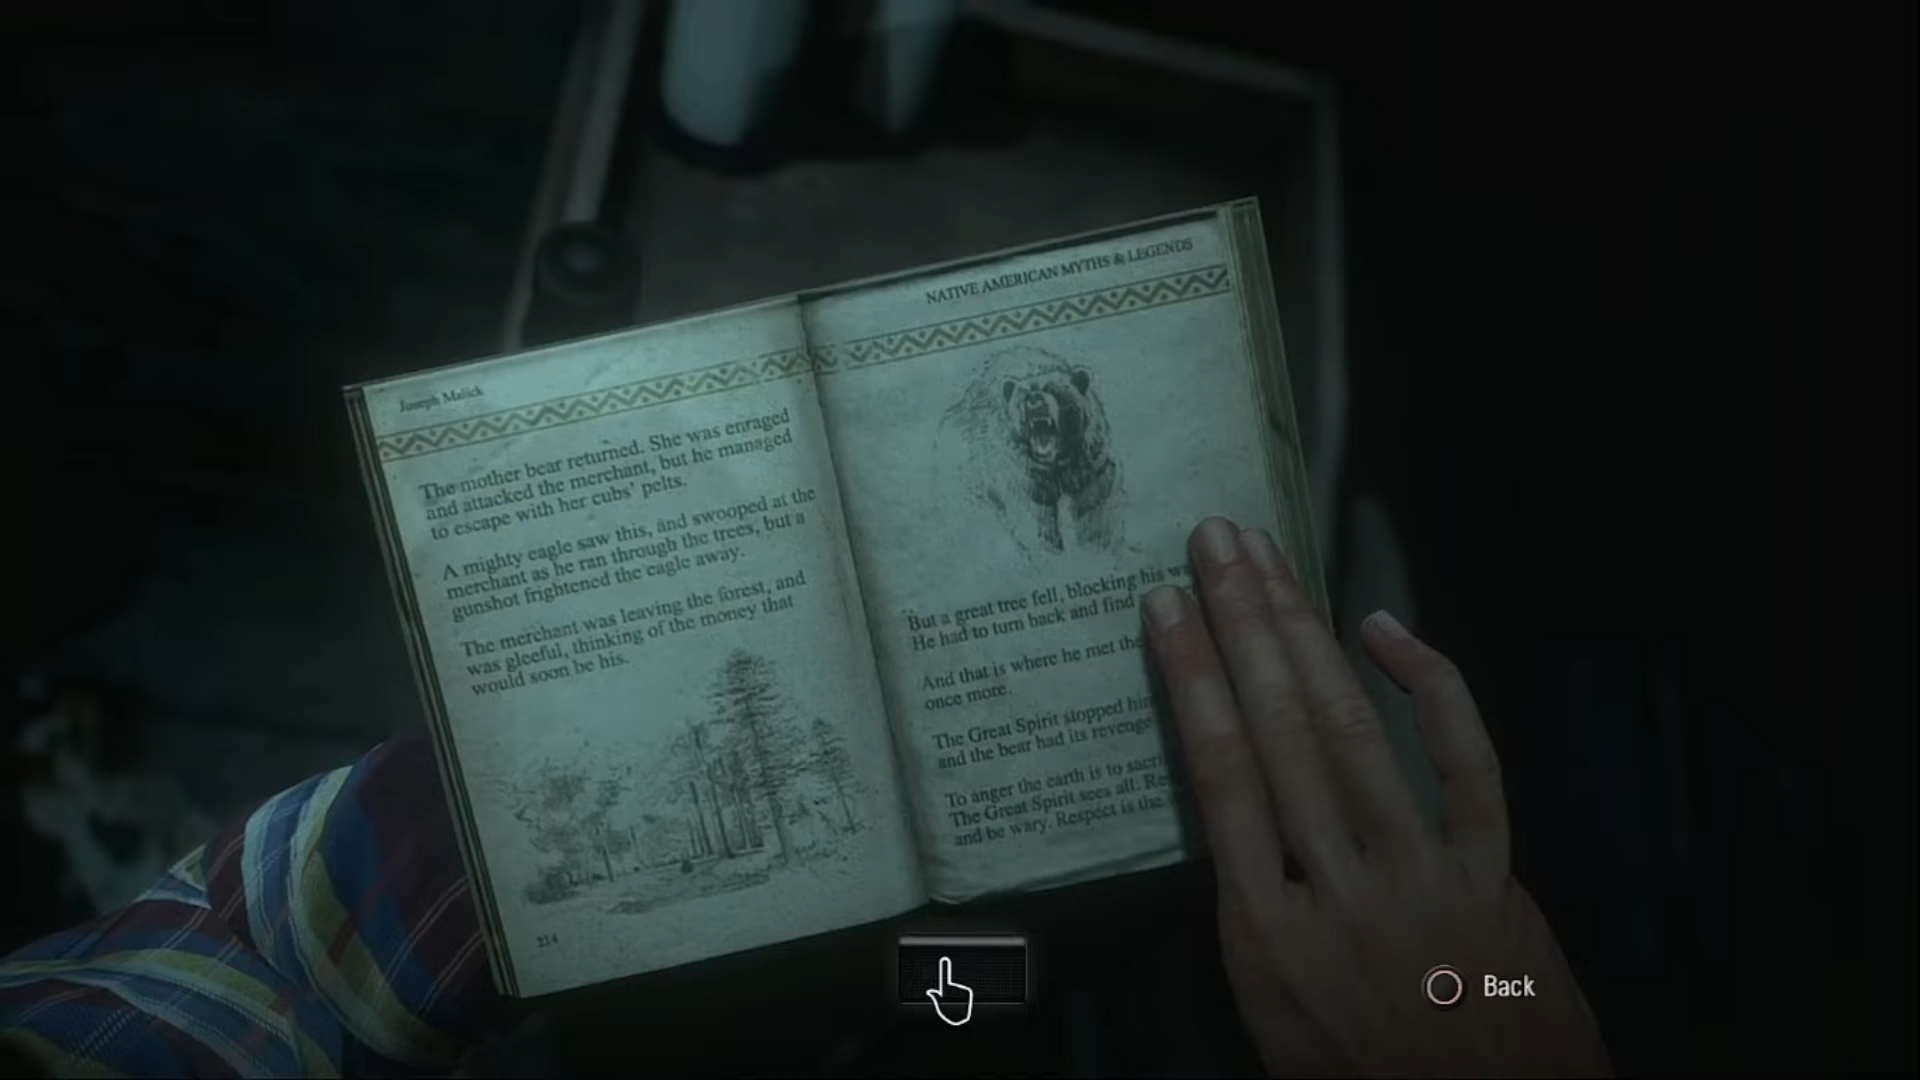 Joseph Malick
The mother bear returned. She was enraged
and attacked the merchant, but he managed
to escape with her cubs' pelts.
A mighty eagle saw this, and swooped at the
merchant as he ran through the trees, but a
gunshot frightened the eagle away.
The merchant was leaving the forest, and
was gleeful, thinking of the money that
would soon be his.
214
NATIVE AMERICAN MYTHS & LEGENDS
But a great tree fell, blocking his
He had to turn back and find
And that is where he met the
once more.
The Great Spirit stopped
and the bear had its revenge
To anger the earth is to
The Great Spirit sees all.
and be wary. Respect is the
Back